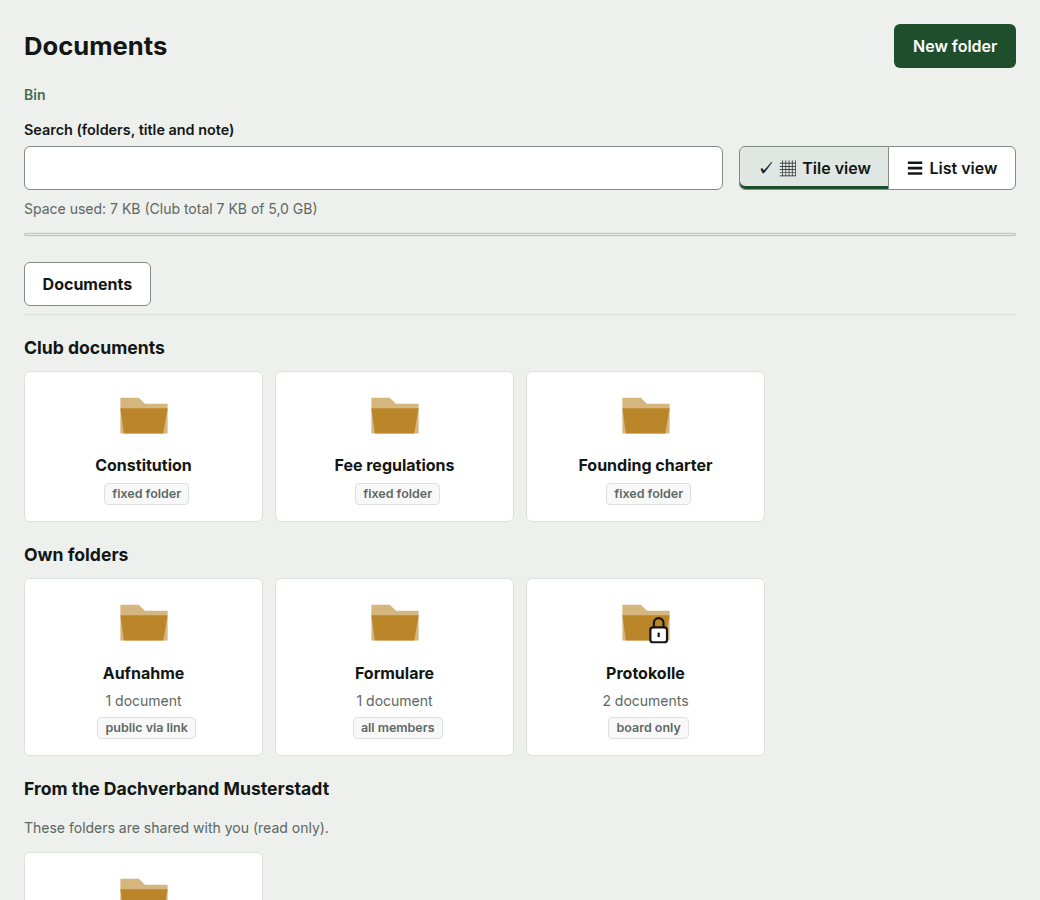 Documents
New folder
Bin
Search (folders, title and note)
✓ Tile view
List view
Space used: 7 KB (Club total 7 KB of 5,0 GB)
Documents
Club documents
Constitution
fixed folder
Fee regulations
fixed folder
Founding charter
fixed folder
Own folders
Aufnahme
1 document
public via link
Formulare
1 document
all members
Protokolle
2 documents
board only
From the Dachverband Musterstadt
These folders are shared with you (read only).